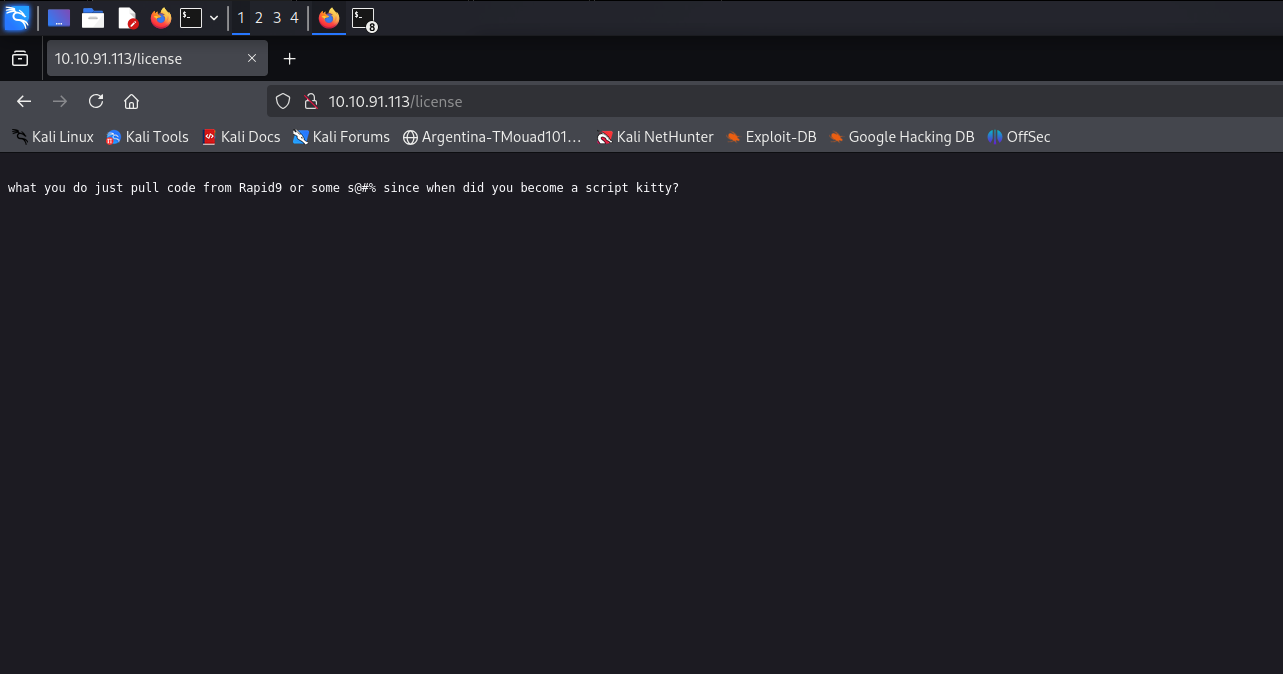 1 2 3 4
8
10.10.91.113/license
10.10.91.113/license
Kali Linux Kali Tools Kali Docs Kali Forums Argentina-TMouad101… Kali NetHunter Exploit-DB Google Hacking DB OffSec
what you do just pull code from Rapid9 or some s@#% since when did you become a script kitty?